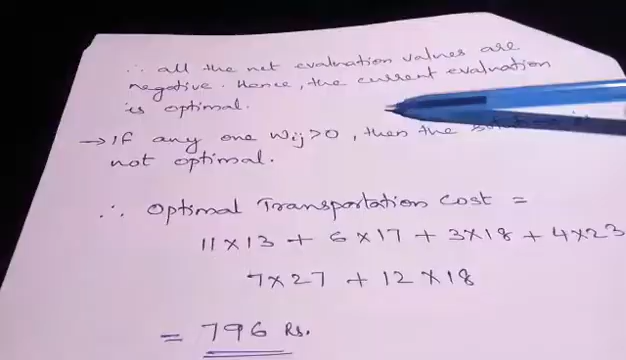 ∴ all the net evaluation values are
negative. Hence, the current evaluation
is optimal.
→ If any one Wij>0, then the is
not optimal.
∴ Optimal Transportation Cost =
11×13 + 6×17 + 3×18 + 4×23
7×27 + 12×18
= 796 Rs.